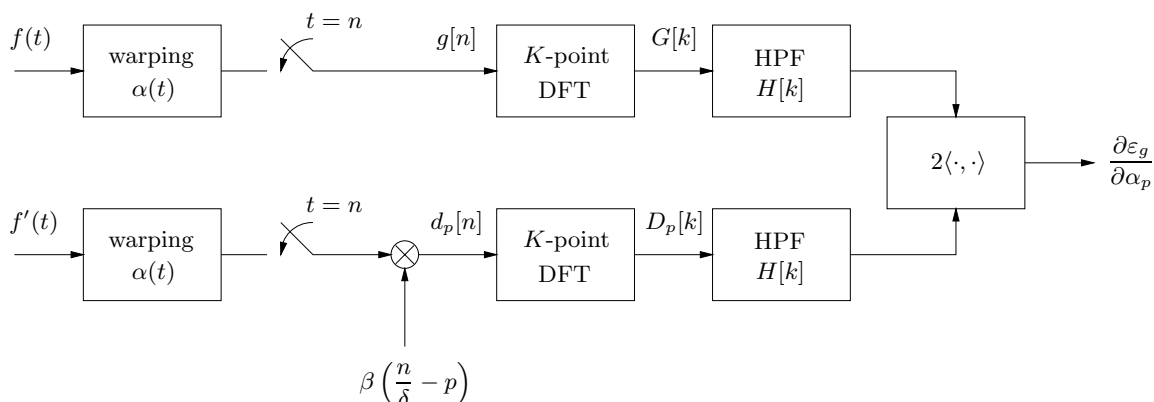 t = n
f(t)
warping
α(t)
g[n]
K-point
DFT
G[k]
HPF
H[k]
2⟨·, ·⟩
∂ε_g
∂α_p
t = n
f′(t)
warping
α(t)
d_p[n]
K-point
DFT
D_p[k]
HPF
H[k]
β(n/δ − p)